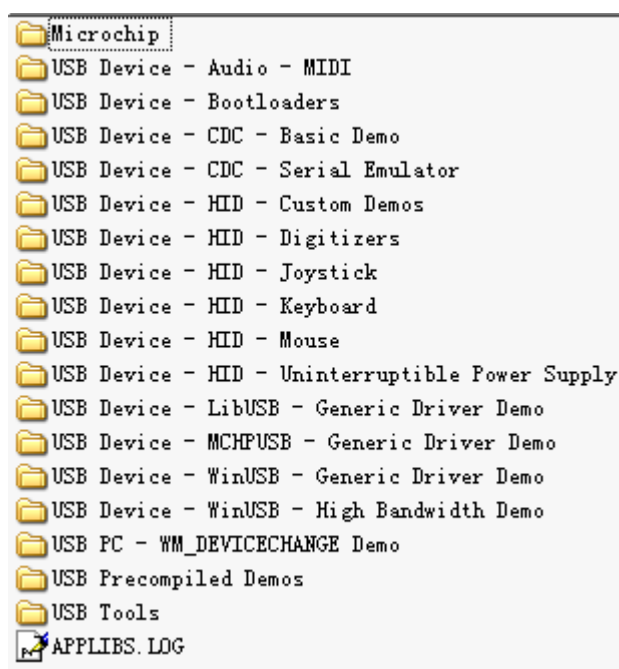 Microchip
USB Device - Audio - MIDI
USB Device - Bootloaders
USB Device - CDC - Basic Demo
USB Device - CDC - Serial Emulator
USB Device - HID - Custom Demos
USB Device - HID - Digitizers
USB Device - HID - Joystick
USB Device - HID - Keyboard
USB Device - HID - Mouse
USB Device - HID - Uninterruptible Power Supply
USB Device - LibUSB - Generic Driver Demo
USB Device - MCHPUSB - Generic Driver Demo
USB Device - WinUSB - Generic Driver Demo
USB Device - WinUSB - High Bandwidth Demo
USB PC - WM_DEVICECHANGE Demo
USB Precompiled Demos
USB Tools
APPLIBS.LOG